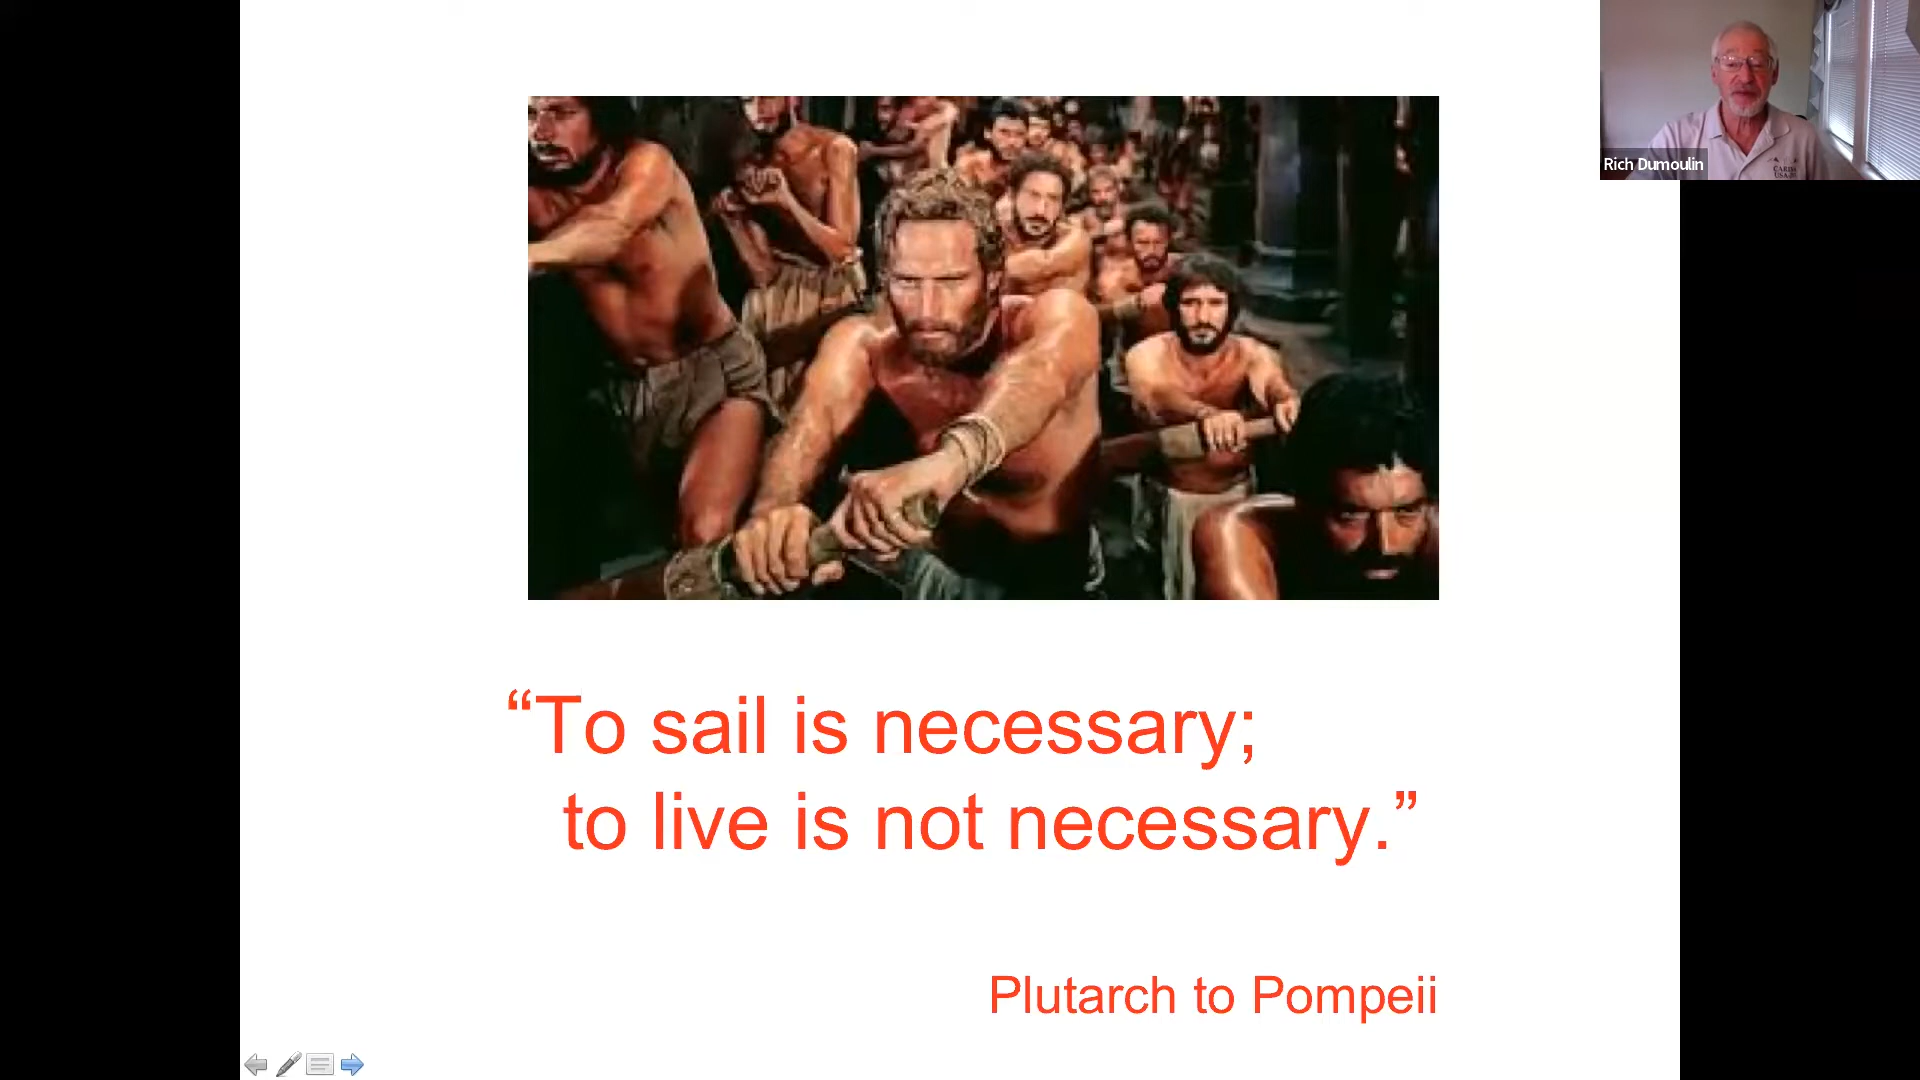 Rich Dumoulin
“To sail is necessary;
to live is not necessary.”
Plutarch to Pompeii